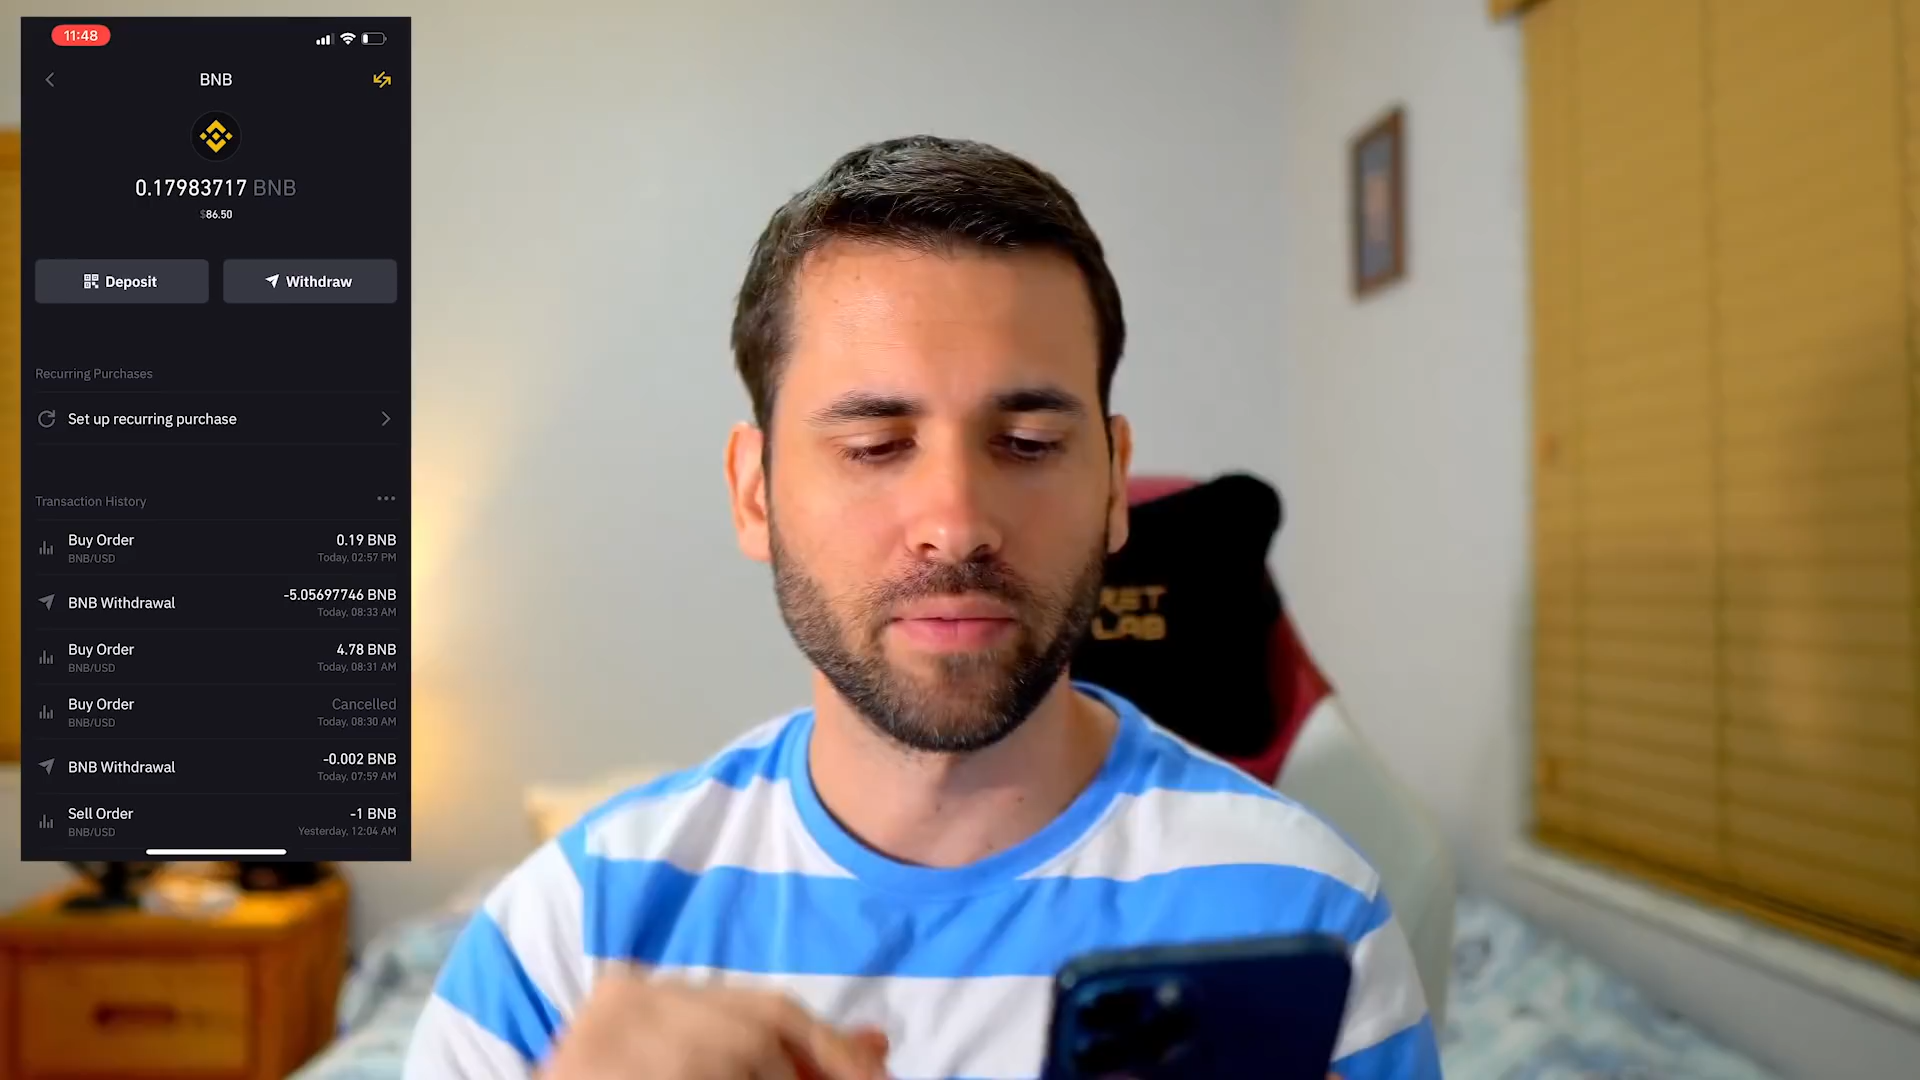 11:48
BNB
0.17983717 BNB
$86.50
Deposit
Withdraw
Recurring Purchases
Set up recurring purchase
Transaction History
Buy Order
0.19 BNB
BNB/USD
Today, 02:57 PM
BNB Withdrawal
-5.05697746 BNB
Today, 08:33 AM
Buy Order
4.78 BNB
BNB/USD
Today, 08:31 AM
Buy Order
Cancelled
BNB/USD
Today, 08:30 AM
BNB Withdrawal
-0.002 BNB
Today, 07:59 AM
Sell Order
-1 BNB
BNB/USD
Yesterday, 12:04 AM
LAB